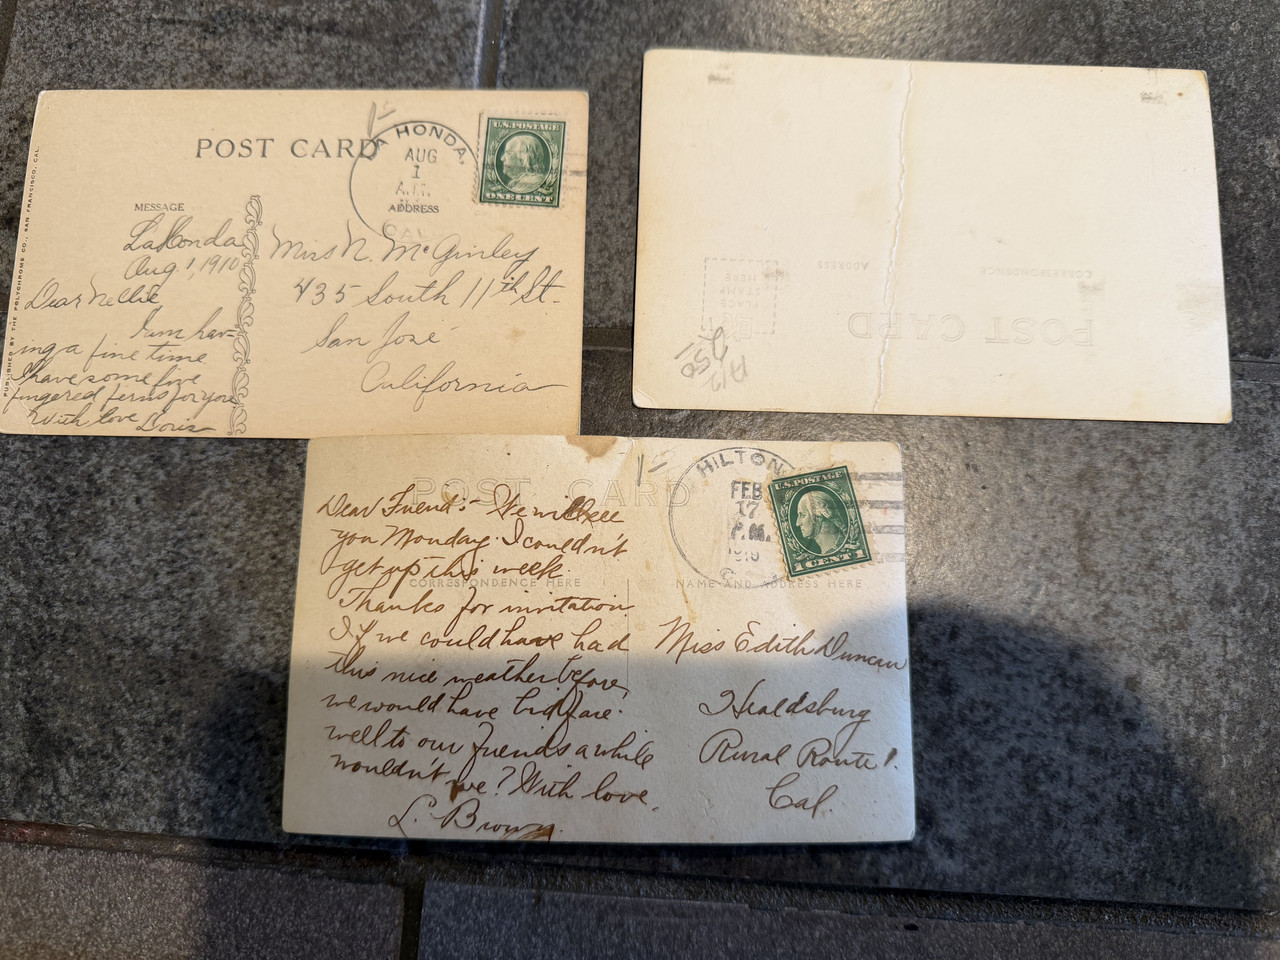 POST CARD
LA HONDA.
AUG
1
A.M.
CAL.
U.S. POSTAGE
ONE CENT
MESSAGE
ADDRESS
PUBLISHED BY THE POLYCHROME CO., SAN FRANCISCO, CAL.
La Honda
Aug. 1, 1910
Dear Nellie
I am hav-
ing a fine time
I have some five
fingered ferns for you
With love Doris
Miss N. McGinley
435 South 11th St.
San José
California
CORRESPONDENCE
ADDRESS
PLACE
STAMP
HERE
POST CARD
POST CARD
1-
HILTON
FEB
17
P.M.
U.S. POSTAGE
1 CENT 1
CORRESPONDENCE HERE
NAME AND ADDRESS HERE
Dear Friend:- We will see
you Monday. I couldn't
get up this week.
Thanks for invitation.
If we could have had
this nice weather before,
we would have bid fare-
well to our friends a while
wouldn't we? With love,
L. Brown.
Miss Edith Duncan
Healdsburg
Rural Route 1.
Cal.